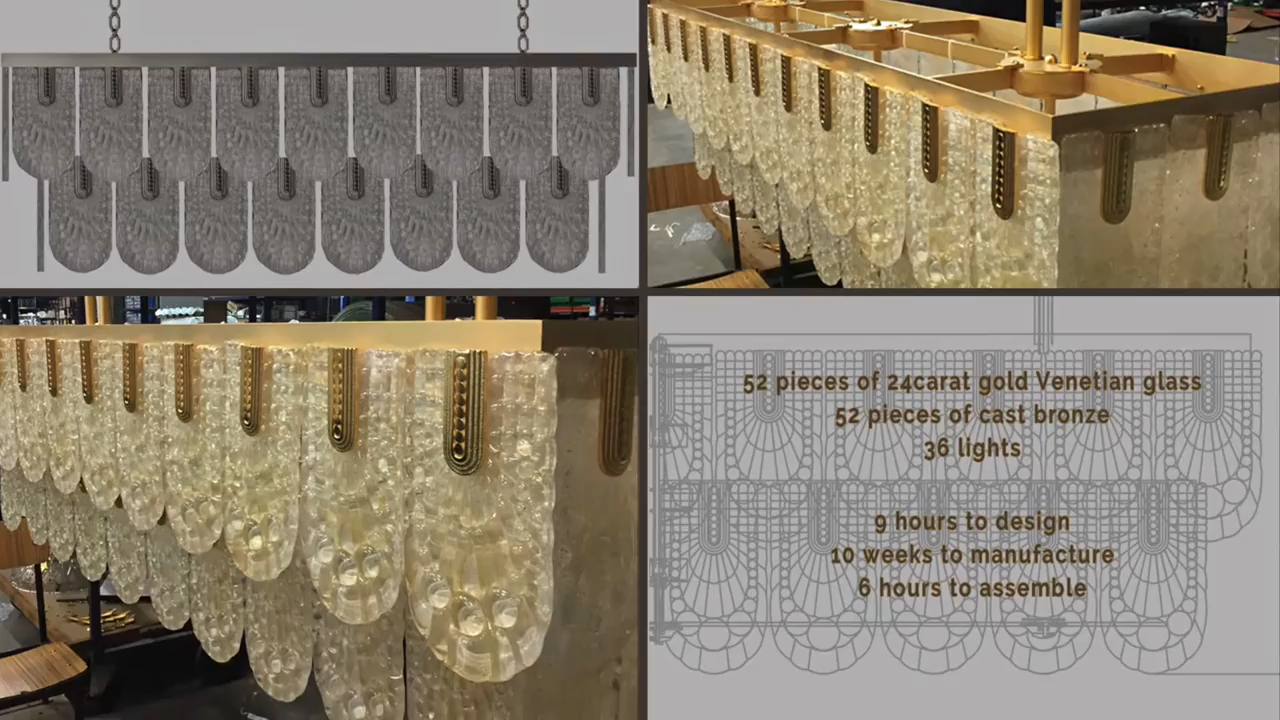 52 pieces of 24carat gold Venetian glass
52 pieces of cast bronze
36 lights
9 hours to design
10 weeks to manufacture
6 hours to assemble